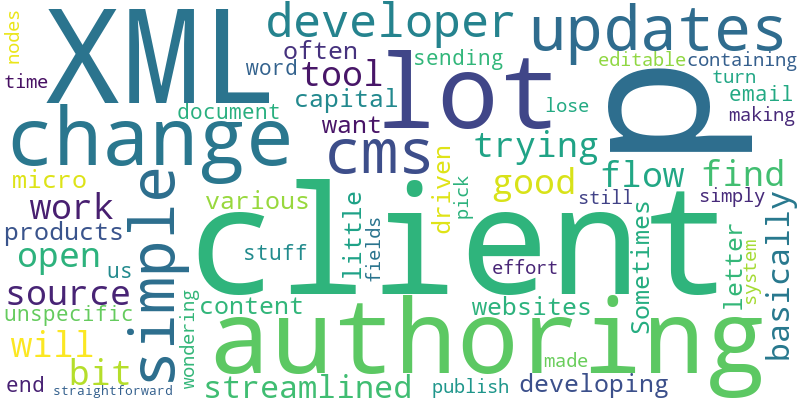 nodes
XML
developer
updates
often
sending
editable
containing
time
word
tool
turn
email
document
capital
lot
lose
making
p
change
want
cms
trying
micro
good
flow
find
driven
pick
still
simply
work
various
little
products
open
us
simple
client
stuff
fields
effort
Sometimes
letter
system
basically
source
unspecific
wondering
content
websites
will
authoring
bit
made
end
straightforward
streamlined
publish
developing